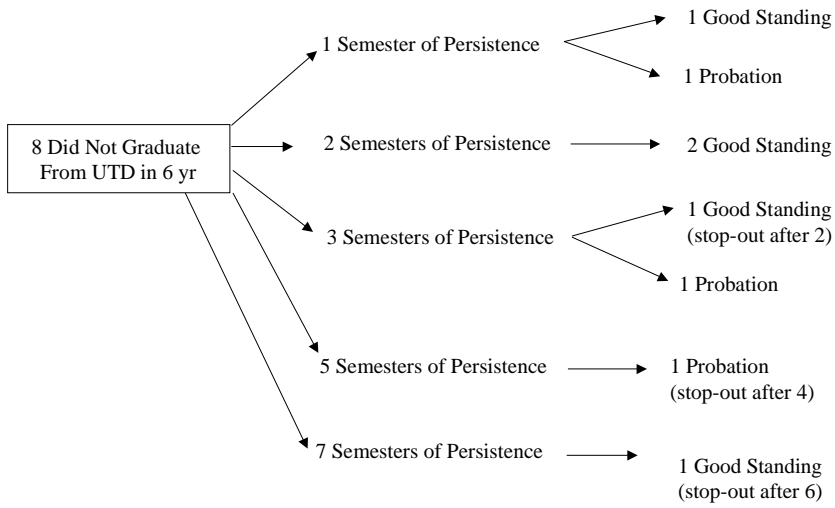 8 Did Not Graduate
From UTD in 6 yr
1 Semester of Persistence
1 Good Standing
1 Probation
2 Semesters of Persistence
2 Good Standing
3 Semesters of Persistence
1 Good Standing
(stop-out after 2)
1 Probation
5 Semesters of Persistence
1 Probation
(stop-out after 4)
7 Semesters of Persistence
1 Good Standing
(stop-out after 6)